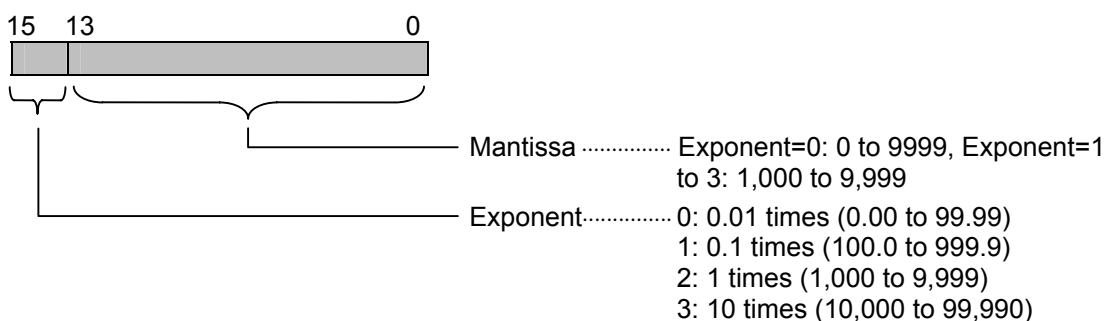 15 13 0
Mantissa ··············· Exponent=0: 0 to 9999, Exponent=1
to 3: 1,000 to 9,999
Exponent··············· 0: 0.01 times (0.00 to 99.99)
1: 0.1 times (100.0 to 999.9)
2: 1 times (1,000 to 9,999)
3: 10 times (10,000 to 99,990)